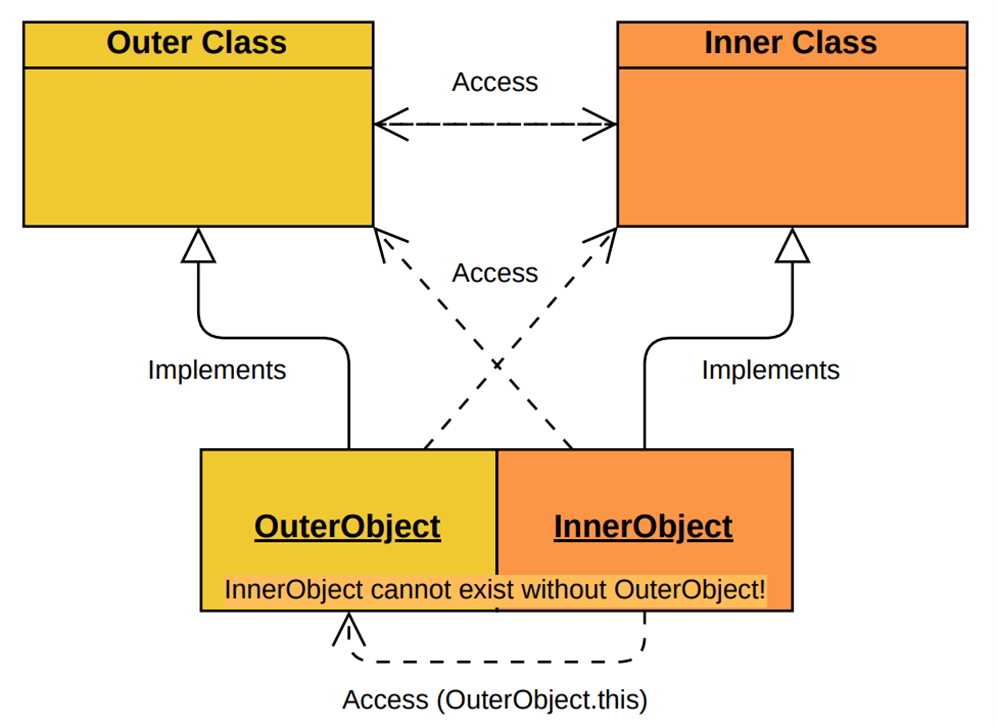 Outer Class
Inner Class
Access
Access
Implements
Implements
OuterObject
InnerObject
InnerObject cannot exist without OuterObject!
Access (OuterObject.this)